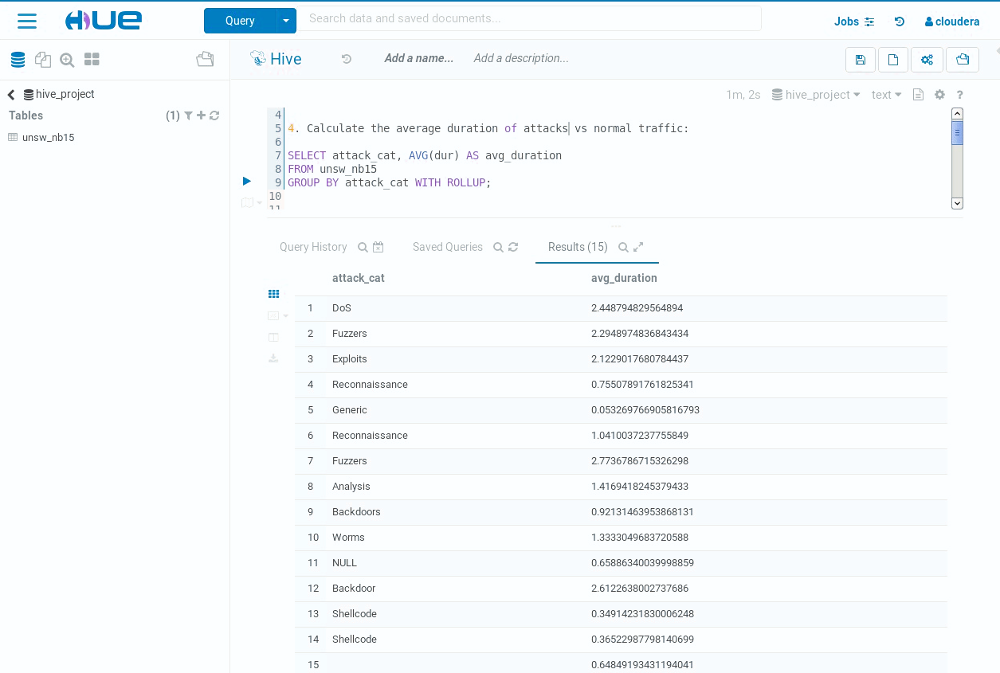 HUE Query Search data and saved documents... Jobs cloudera
Hive Add a name... Add a description...
hive_project
Tables (1)
unsw_nb15
1m, 2s hive_project text ?
4
5 4. Calculate the average duration of attacks vs normal traffic:
6
7 SELECT attack_cat, AVG(dur) AS avg_duration
8 FROM unsw_nb15
9 GROUP BY attack_cat WITH ROLLUP;
10
11
Query History Saved Queries Results (15)
attack_cat avg_duration
1 DoS 2.448794829564894
2 Fuzzers 2.2948974836843434
3 Exploits 2.1229017680784437
4 Reconnaissance 0.75507891761825341
5 Generic 0.053269766905816793
6 Reconnaissance 1.0410037237755849
7 Fuzzers 2.7736786715326298
8 Analysis 1.4169418245379433
9 Backdoors 0.92131463953868131
10 Worms 1.3333049683720588
11 NULL 0.65886340039998859
12 Backdoor 2.6122638002737686
13 Shellcode 0.34914231830006248
14 Shellcode 0.36522987798140699
15 0.64849193431194041